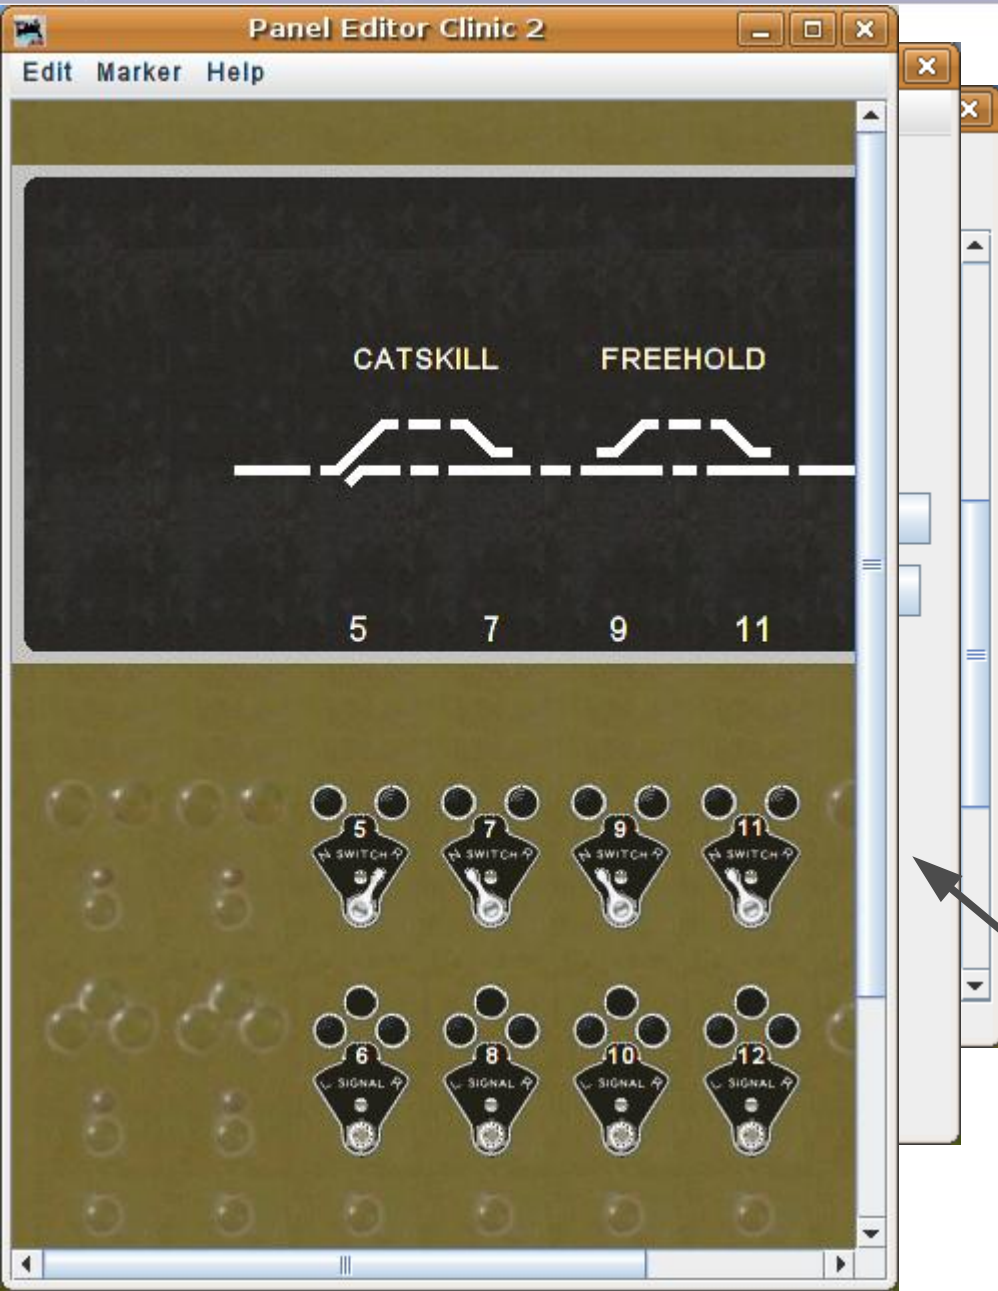 Panel Editor Clinic 2
Edit Marker Help
CATSKILL FREEHOLD
5 7 9 11
5 7 9 11
N SWITCH R N SWITCH R N SWITCH R N SWITCH R
6 8 10 12
L SIGNAL R L SIGNAL R L SIGNAL R L SIGNAL R